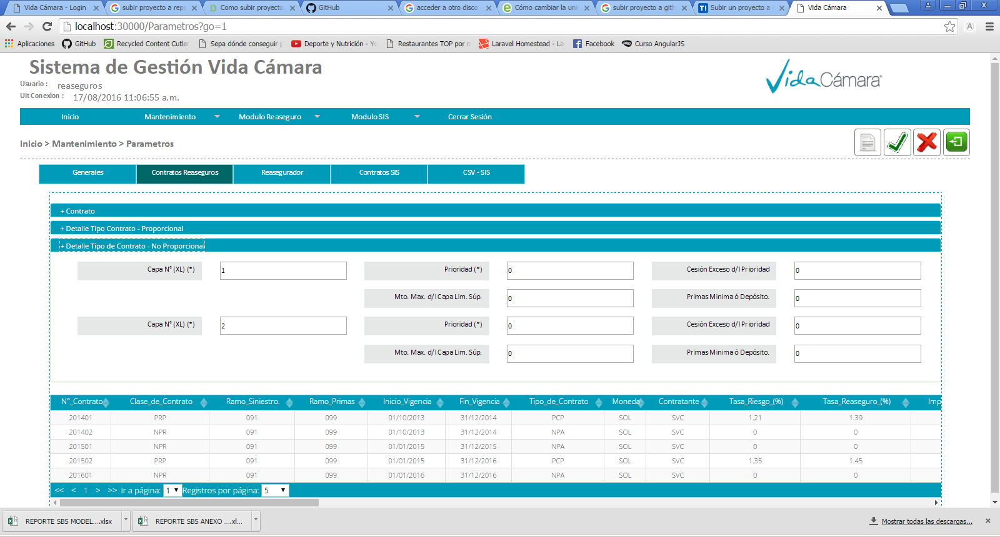 Vida Cámara - Login
subir proyecto a repo
Como subir proyecto
GitHub
acceder a otro disco
Cómo cambiar la uni
subir proyecto a gith
Subir un proyecto a
Vida Cámara
localhost:30000/Parametros?go=1
Aplicaciones
GitHub
Recycled Content Cutler
Sepa dónde conseguir
Deporte y Nutrición - Yo
Restaurantes TOP por
Laravel Homestead - La
Facebook
Curso AngularJS
Sistema de Gestión Vida Cámara
Usuario : reaseguros
Ult Conexion : 17/08/2016 11:06:55 a.m.
VidaCámara®
Inicio Mantenimiento Modulo Reaseguro Modulo SIS Cerrar Sesión
Inicio > Mantenimiento > Parametros
Generales Contratos Reaseguros Reasegurador Contratos SIS CSV - SIS
+ Contrato
+ Detalle Tipo Contrato - Proporcional
+ Detalle Tipo de Contrato - No Proporcional
Capa N° (XL) (*) 1 Prioridad (*) 0 Cesión Exceso d/l Prioridad 0
Mto. Max. d/l Capa Lim. Súp. 0 Primas Minima ó Depósito. 0
Capa N° (XL) (*) 2 Prioridad (*) 0 Cesión Exceso d/l Prioridad 0
Mto. Max. d/l Capa Lim. Súp. 0 Primas Minima ó Depósito. 0
N°_Contrato Clase_de_Contrato Ramo_Siniestro. Ramo_Primas Inicio_Vigencia Fin_Vigencia Tipo_de_Contrato Moneda Contratante Tasa_Riesgo_(%) Tasa_Reaseguro_(%) Imp
201401 PRP 091 099 01/10/2013 31/12/2014 PCP SOL SVC 1.21 1.39
201402 NPR 091 099 01/10/2013 31/12/2014 NPA SOL SVC 0 0
201501 NPR 091 099 01/01/2015 31/12/2015 NPA SOL SVC 0 0
201502 PRP 091 099 01/01/2015 31/12/2016 PCP SOL SVC 1.35 1.45
201601 NPR 091 099 01/01/2016 31/12/2016 NPA SOL SVC 0 0
<< < 1 > >> Ir a página: 1 Registros por página: 5
REPORTE SBS MODEL....xlsx
REPORTE SBS ANEXO ....xl...
Mostrar todas las descargas...